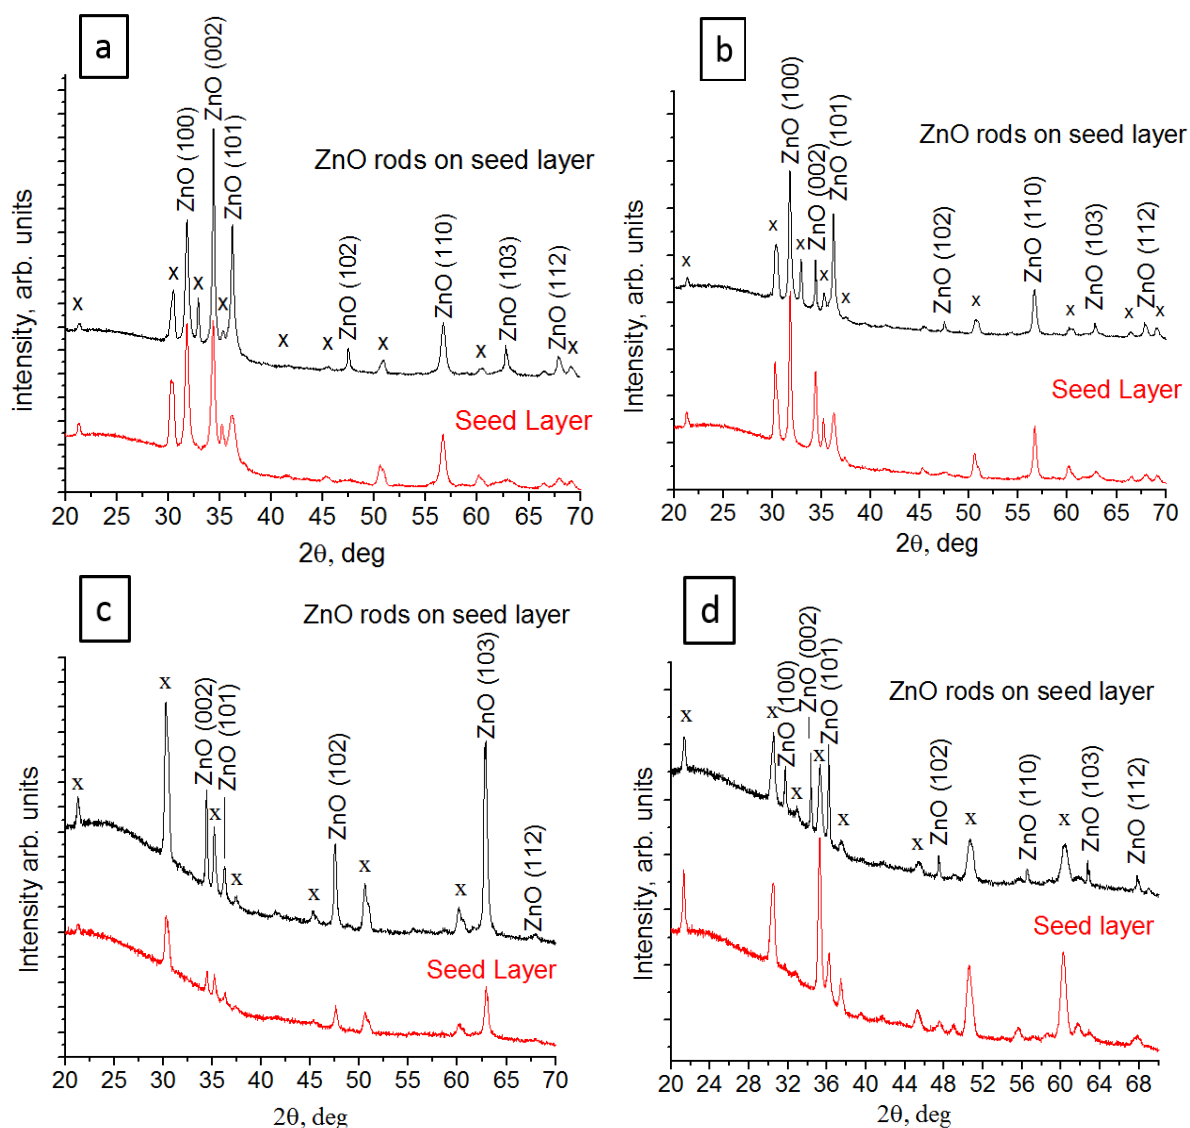 a
intensity, arb. units
ZnO rods on seed layer
x
x
ZnO (100)
x
ZnO (002)
x
ZnO (101)
x
x
ZnO (102)
x
ZnO (110)
x
ZnO (103)
ZnO (112)
x
Seed Layer
20 25 30 35 40 45 50 55 60 65 70
2θ, deg
b
intensity, arb. units
ZnO rods on seed layer
x
x
ZnO (100)
x
ZnO (002)
x
ZnO (101)
x
ZnO (102)
x
ZnO (110)
x
ZnO (103)
x
ZnO (112)
x
Seed Layer
20 25 30 35 40 45 50 55 60 65 70
2θ, deg
c
Intensity arb. units
ZnO rods on seed layer
x
x
ZnO (002)
x
ZnO (101)
x
x
ZnO (102)
x
x
ZnO (103)
ZnO (112)
Seed Layer
20 25 30 35 40 45 50 55 60 65 70
2θ, deg
d
Intensity, arb. units
ZnO rods on seed layer
x
x
ZnO (100)
x
ZnO (002)
x
ZnO (101)
x
x
ZnO (102)
x
ZnO (110)
x
ZnO (103)
ZnO (112)
Seed layer
20 24 28 32 36 40 44 48 52 56 60 64 68
2θ, deg